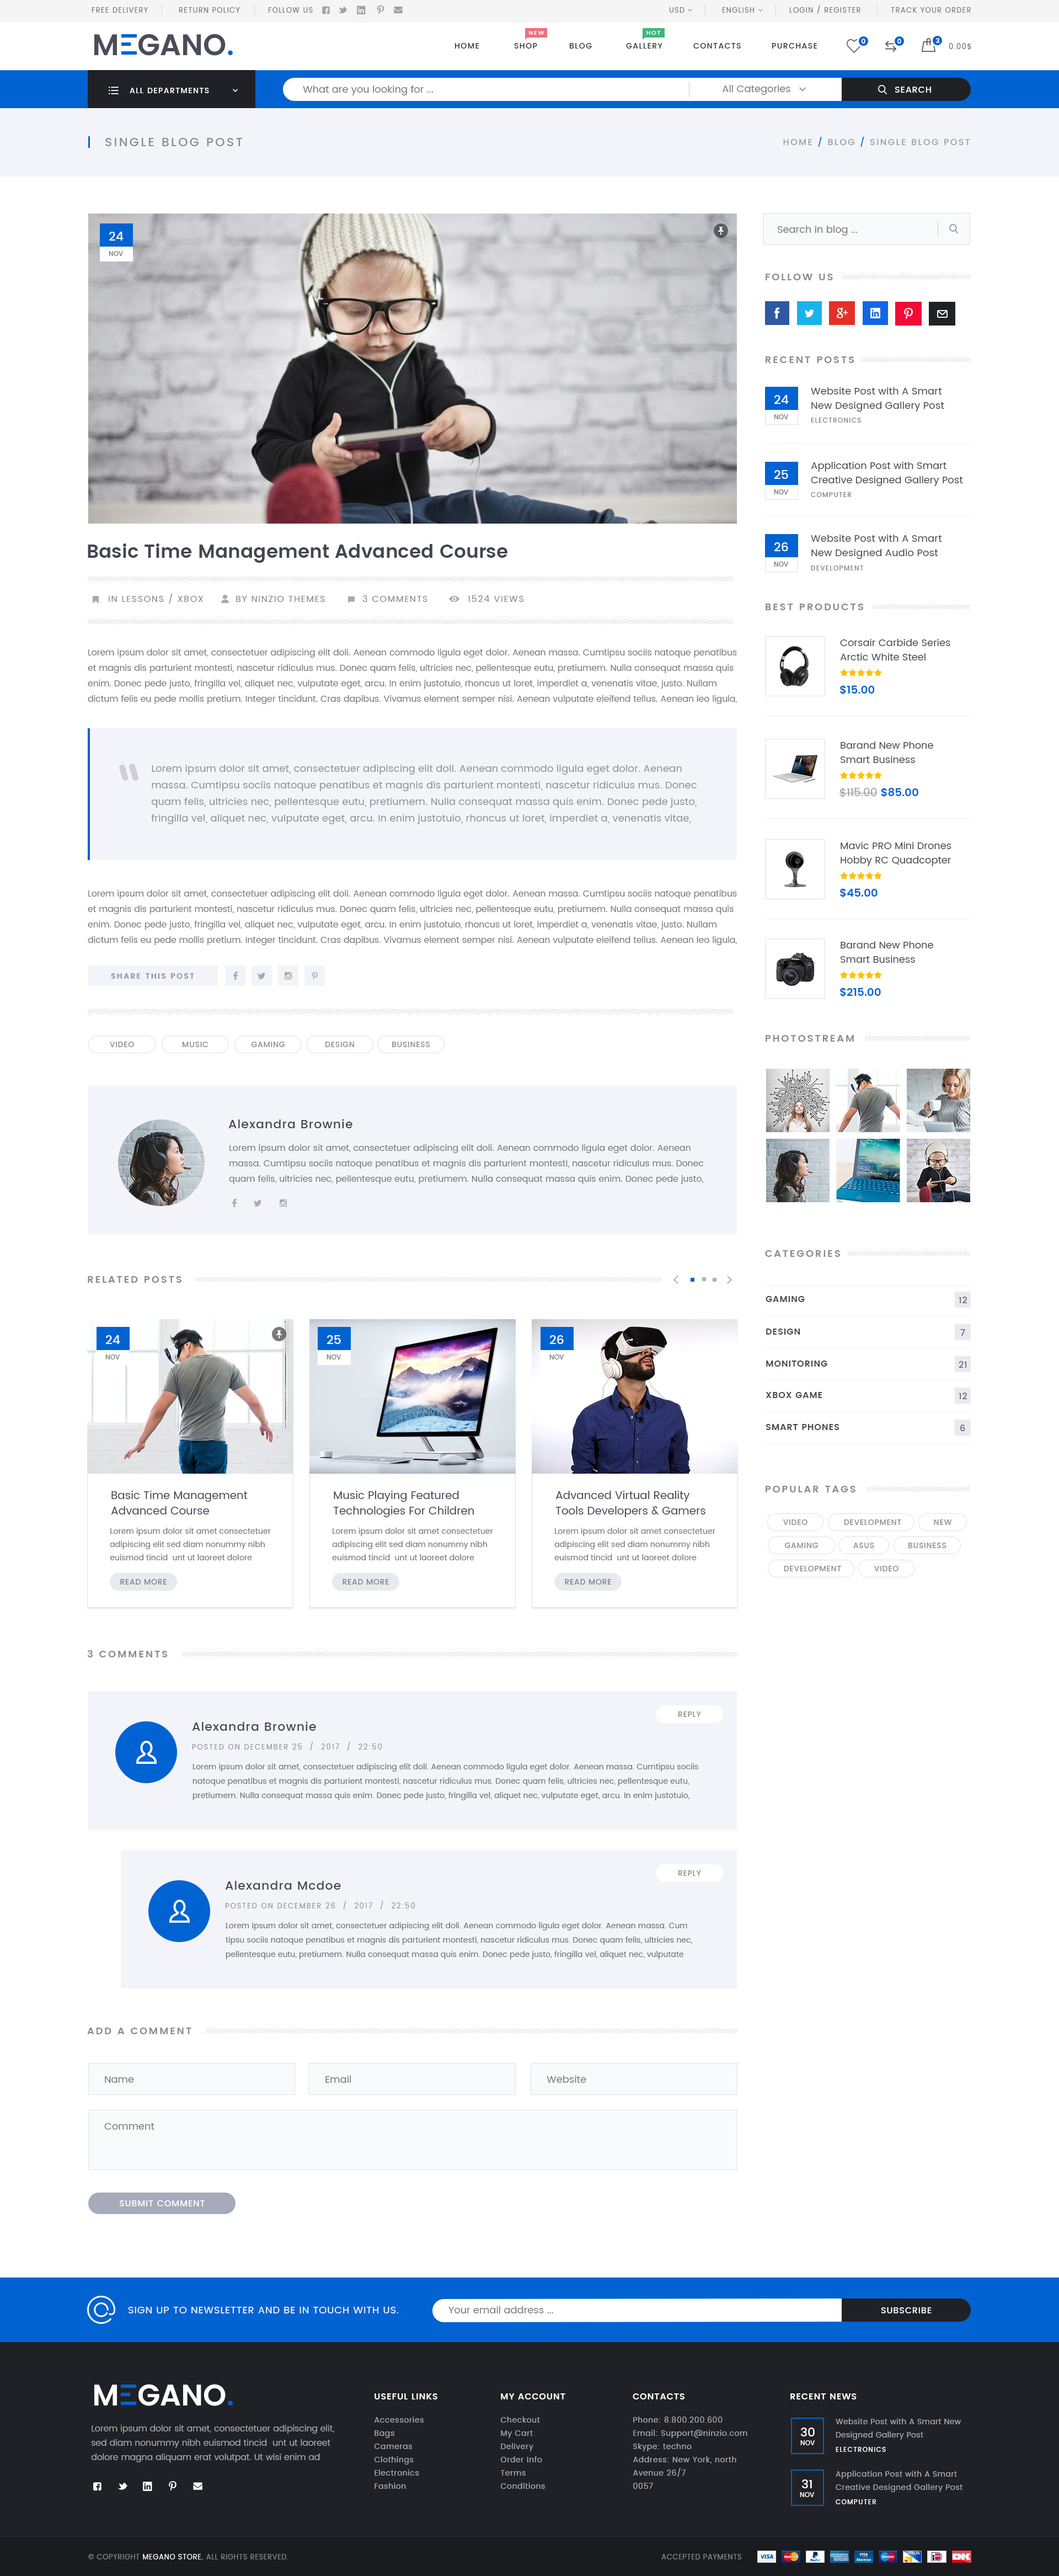 FREE DELIVERY
RETURN POLICY
FOLLOW US
USD
ENGLISH
LOGIN / REGISTER
TRACK YOUR ORDER
MEGANO.
HOME
SHOP
NEW
BLOG
GALLERY
HOT
CONTACTS
PURCHASE
0
0
3
0.00$
ALL DEPARTMENTS
What are you looking for ...
All Categories
SEARCH
SINGLE BLOG POST
HOME / BLOG / SINGLE BLOG POST
24
NOV
Basic Time Management Advanced Course
IN LESSONS / XBOX
BY NINZIO THEMES
3 COMMENTS
1524 VIEWS
Lorem ipsum dolor sit amet, consectetuer adipiscing elit doli. Aenean commodo ligula eget dolor. Aenean massa. Cumtipsu sociis natoque penatibus
et magnis dis parturient montesti, nascetur ridiculus mus. Donec quam felis, ultricies nec, pellentesque eutu, pretiumem. Nulla consequat massa quis
enim. Donec pede justo, fringilla vel, aliquet nec, vulputate eget, arcu. In enim justotuio, rhoncus ut loret, imperdiet a, venenatis vitae, justo. Nullam
dictum felis eu pede mollis pretium. Integer tincidunt. Cras dapibus. Vivamus element semper nisi. Aenean vulputate eleifend tellus. Aenean leo ligula,
Lorem ipsum dolor sit amet, consectetuer adipiscing elit doli. Aenean commodo ligula eget dolor. Aenean
massa. Cumtipsu sociis natoque penatibus et magnis dis parturient montesti, nascetur ridiculus mus. Donec
quam felis, ultricies nec, pellentesque eutu, pretiumem. Nulla consequat massa quis enim. Donec pede justo,
fringilla vel, aliquet nec, vulputate eget, arcu. In enim justotuio, rhoncus ut loret, imperdiet a, venenatis vitae,
Lorem ipsum dolor sit amet, consectetuer adipiscing elit doli. Aenean commodo ligula eget dolor. Aenean massa. Cumtipsu sociis natoque penatibus
et magnis dis parturient montesti, nascetur ridiculus mus. Donec quam felis, ultricies nec, pellentesque eutu, pretiumem. Nulla consequat massa quis
enim. Donec pede justo, fringilla vel, aliquet nec, vulputate eget, arcu. In enim justotuio, rhoncus ut loret, imperdiet a, venenatis vitae, justo. Nullam
dictum felis eu pede mollis pretium. Integer tincidunt. Cras dapibus. Vivamus element semper nisi. Aenean vulputate eleifend tellus. Aenean leo ligula,
SHARE THIS POST
VIDEO
MUSIC
GAMING
DESIGN
BUSINESS
Alexandra Brownie
Lorem ipsum dolor sit amet, consectetuer adipiscing elit doli. Aenean commodo ligula eget dolor. Aenean
massa. Cumtipsu sociis natoque penatibus et magnis dis parturient montesti, nascetur ridiculus mus. Donec
quam felis, ultricies nec, pellentesque eutu, pretiumem. Nulla consequat massa quis enim. Donec pede justo,
RELATED POSTS
24
NOV
Basic Time Management
Advanced Course
Lorem ipsum dolor sit amet consectetuer
adipiscing elit sed diam nonummy nibh
euismod tincid unt ut laoreet dolore
READ MORE
25
NOV
Music Playing Featured
Technologies For Children
Lorem ipsum dolor sit amet consectetuer
adipiscing elit sed diam nonummy nibh
euismod tincid unt ut laoreet dolore
READ MORE
26
NOV
Advanced Virtual Reality
Tools Developers & Gamers
Lorem ipsum dolor sit amet consectetuer
adipiscing elit sed diam nonummy nibh
euismod tincid unt ut laoreet dolore
READ MORE
3 COMMENTS
REPLY
Alexandra Brownie
POSTED ON DECEMBER 25 / 2017 / 22:50
Lorem ipsum dolor sit amet, consectetuer adipiscing elit doli. Aenean commodo ligula eget dolor. Aenean massa. Cumtipsu sociis
natoque penatibus et magnis dis parturient montesti, nascetur ridiculus mus. Donec quam felis, ultricies nec, pellentesque eutu,
pretiumem. Nulla consequat massa quis enim. Donec pede justo, fringilla vel, aliquet nec, vulputate eget, arcu. In enim justotuio,
REPLY
Alexandra Mcdoe
POSTED ON DECEMBER 26 / 2017 / 22:50
Lorem ipsum dolor sit amet, consectetuer adipiscing elit doli. Aenean commodo ligula eget dolor. Aenean massa. Cum
tipsu sociis natoque penatibus et magnis dis parturient montesti, nascetur ridiculus mus. Donec quam felis, ultricies nec,
pellentesque eutu, pretiumem. Nulla consequat massa quis enim. Donec pede justo, fringilla vel, aliquet nec, vulputate
ADD A COMMENT
Name
Email
Website
Comment
SUBMIT COMMENT
Search in blog ...
FOLLOW US
RECENT POSTS
24
NOV
Website Post with A Smart
New Designed Gallery Post
ELECTRONICS
25
NOV
Application Post with Smart
Creative Designed Gallery Post
COMPUTER
26
NOV
Website Post with A Smart
New Designed Audio Post
DEVELOPMENT
BEST PRODUCTS
Corsair Carbide Series
Arctic White Steel
$15.00
Barand New Phone
Smart Business
$115.00 $85.00
Mavic PRO Mini Drones
Hobby RC Quadcopter
$45.00
Barand New Phone
Smart Business
$215.00
PHOTOSTREAM
CATEGORIES
GAMING 12
DESIGN 7
MONITORING 21
XBOX GAME 12
SMART PHONES 6
POPULAR TAGS
VIDEO
DEVELOPMENT
NEW
GAMING
ASUS
BUSINESS
DEVELOPMENT
VIDEO
SIGN UP TO NEWSLETTER AND BE IN TOUCH WITH US.
Your email address ...
SUBSCRIBE
MEGANO.
Lorem ipsum dolor sit amet, consectetuer adipiscing elit,
sed diam nonummy nibh euismod tincid unt ut laoreet
dolore magna aliquam erat volutpat. Ut wisi enim ad
USEFUL LINKS
Accessories
Bags
Cameras
Clothings
Electronics
Fashion
MY ACCOUNT
Checkout
My Cart
Delivery
Order Info
Terms
Conditions
CONTACTS
Phone: 8.800.200.600
Email: Support@ninzio.com
Skype: techno
Address: New York, north
Avenue 26/7
0057
RECENT NEWS
30
NOV
Website Post with A Smart New
Designed Gallery Post
ELECTRONICS
31
NOV
Application Post with A Smart
Creative Designed Gallery Post
COMPUTER
© COPYRIGHT MEGANO STORE. ALL RIGHTS RESERVED.
ACCEPTED PAYMENTS
VISA